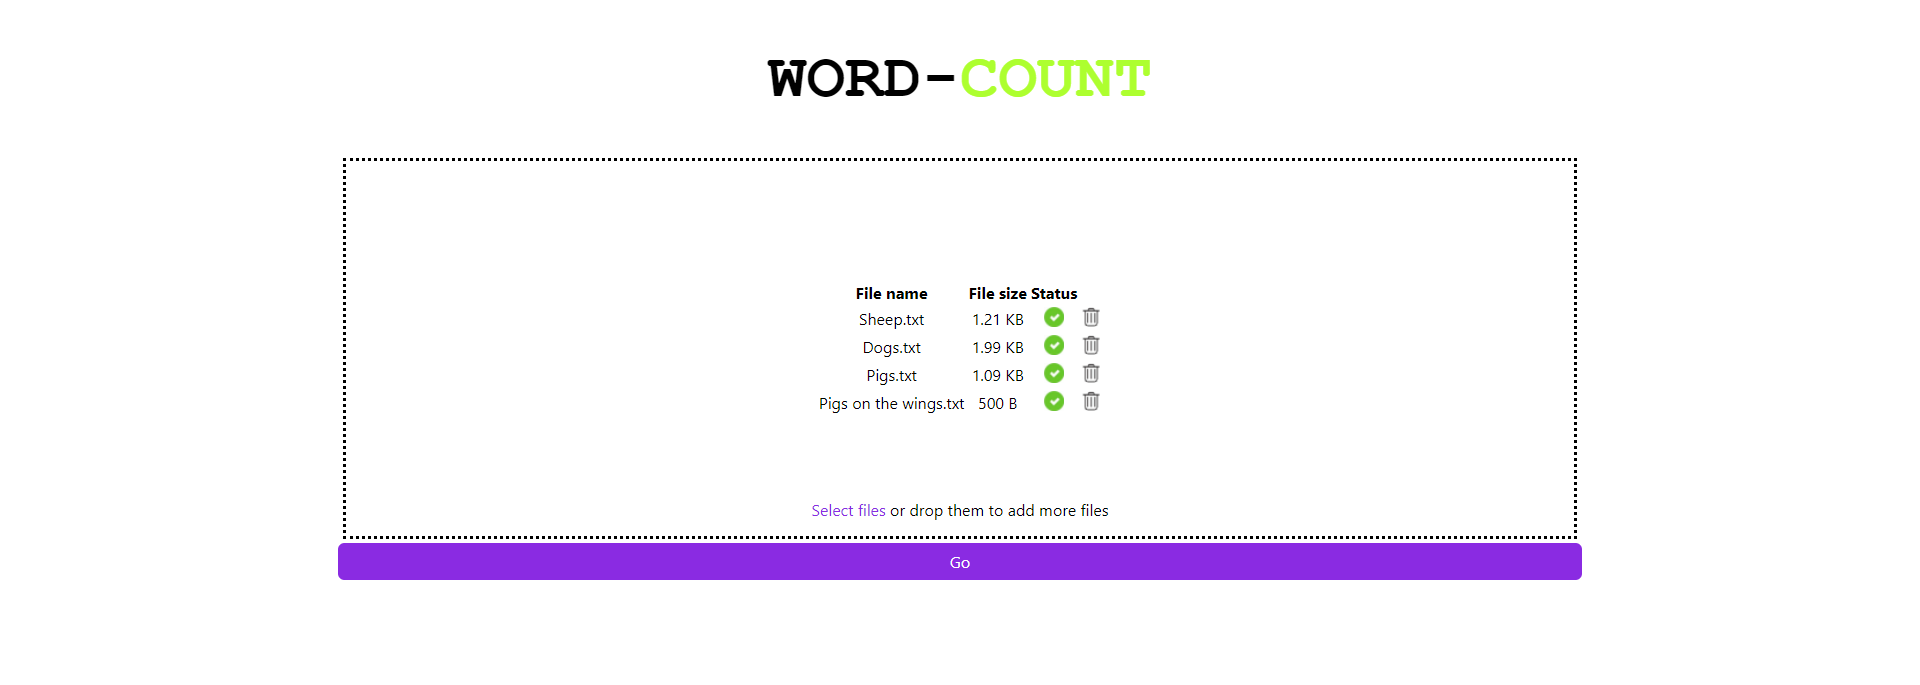 WORD-COUNT
File name File size Status
Sheep.txt 1.21 KB
Dogs.txt 1.99 KB
Pigs.txt 1.09 KB
Pigs on the wings.txt 500 B
Select files or drop them to add more files
Go